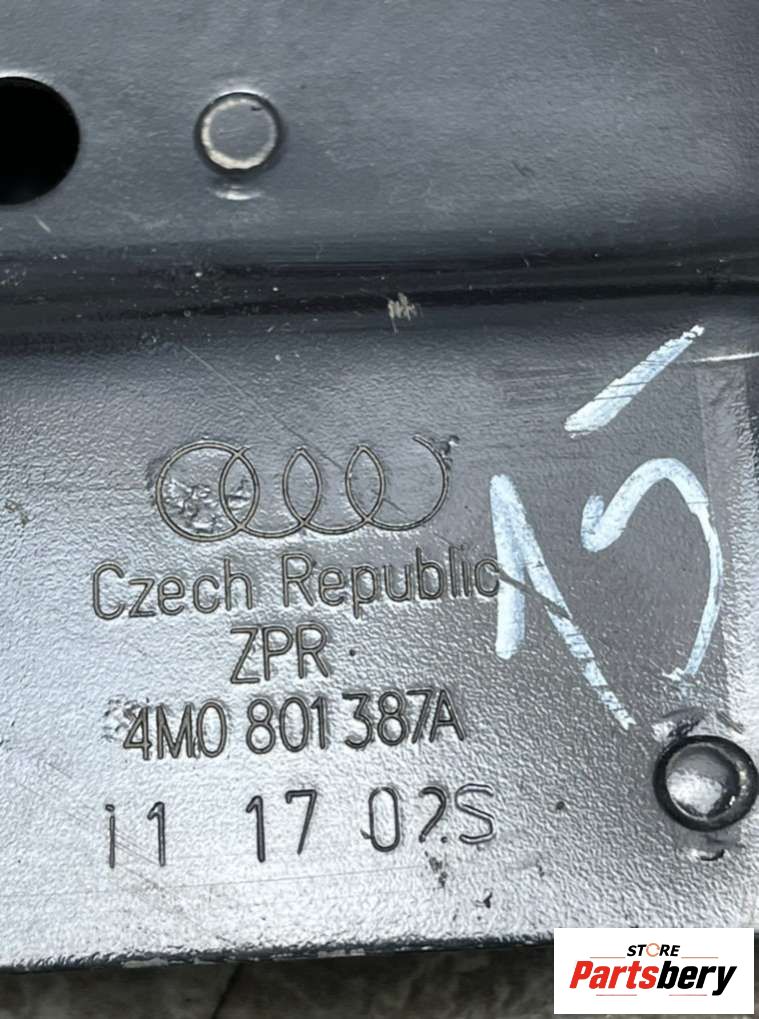 Czech Republic
ZPR
4M0 801 387A
i1 17 02S
15
STORE
Partsbery